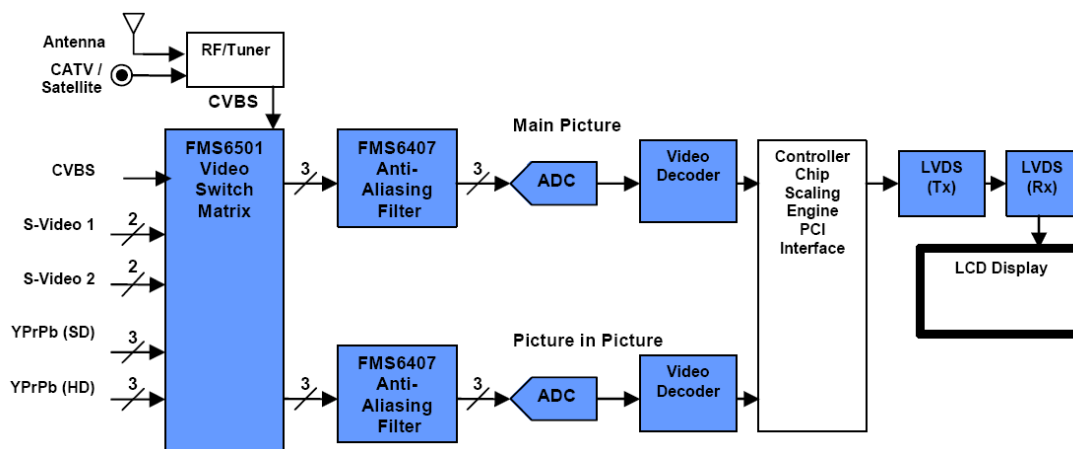 Antenna
CATV /
Satellite
RF/Tuner
CVBS
CVBS
S-Video 1
2
S-Video 2
2
YPrPb (SD)
3
YPrPb (HD)
3
FMS6501
Video
Switch
Matrix
3
FMS6407
Anti-
Aliasing
Filter
3
Main Picture
ADC
Video
Decoder
3
FMS6407
Anti-
Aliasing
Filter
3
Picture in Picture
ADC
Video
Decoder
Controller
Chip
Scaling
Engine
PCI
Interface
LVDS
(Tx)
LVDS
(Rx)
LCD Display